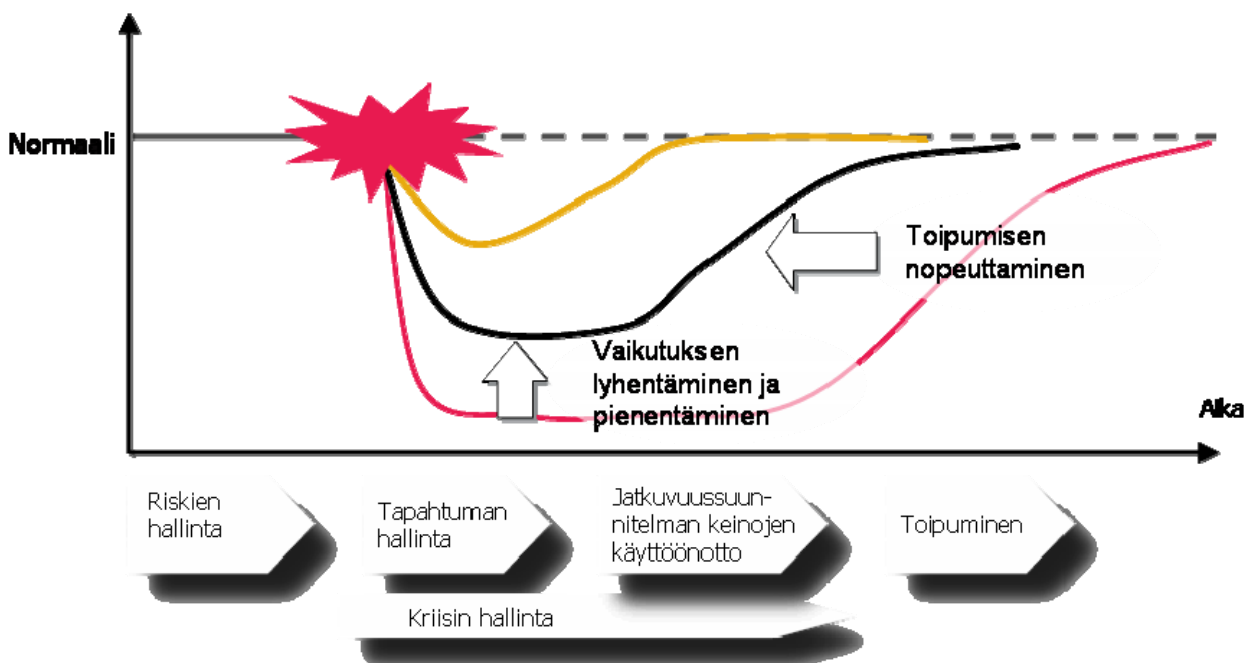 Normaali
Toipumisen
nopeuttaminen
Vaikutuksen
lyhentäminen ja
pienentäminen
Aika
Riskien
hallinta
Tapahtuman
hallinta
Jatkuvuussuun-
nitelman keinojen
käyttöönotto
Toipuminen
Kriisin hallinta